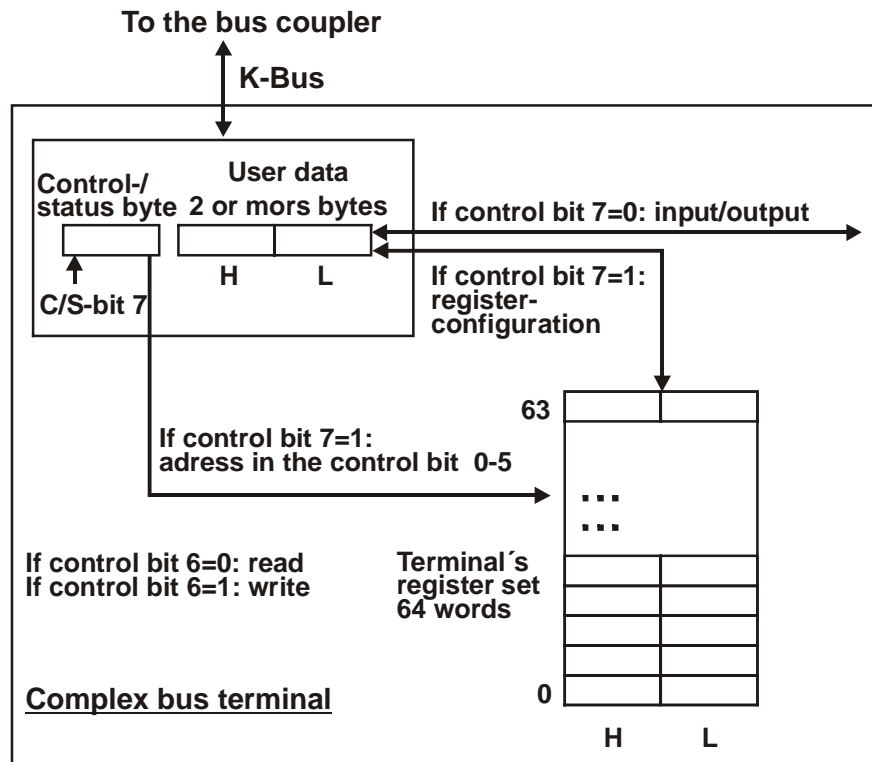 To the bus coupler
K-Bus
Control-/
status byte
User data
2 or mors bytes
H
L
C/S-bit 7
If control bit 7=0: input/output
If control bit 7=1:
register-
configuration
63
If control bit 7=1:
adress in the control bit  0-5
...
...
If control bit 6=0: read
If control bit 6=1: write
Terminal´s
register set
64 words
0
Complex bus terminal
H
L